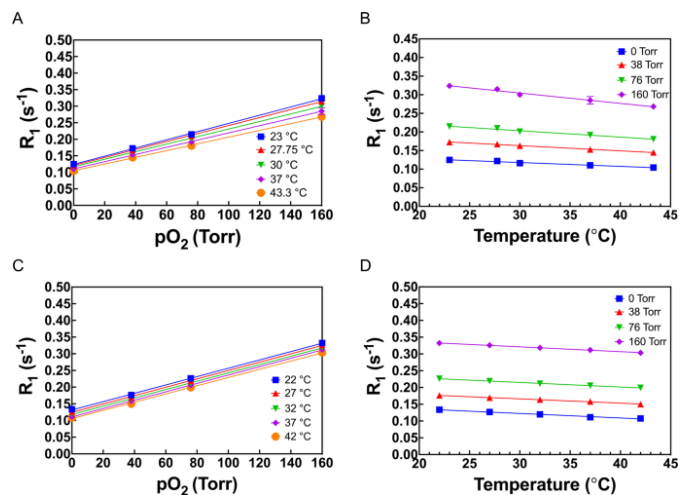 A
R1 (s-1)
0.50
0.45
0.40
0.35
0.30
0.25
0.20
0.15
0.10
0.05
0.00
23 °C
27.75 °C
30 °C
37 °C
43.3 °C
0 20 40 60 80 100 120 140 160
pO2 (Torr)
B
R1 (s-1)
0.50
0.45
0.40
0.35
0.30
0.25
0.20
0.15
0.10
0.05
0.00
0 Torr
38 Torr
76 Torr
160 Torr
20 25 30 35 40 45
Temperature (°C)
C
R1 (s-1)
0.50
0.45
0.40
0.35
0.30
0.25
0.20
0.15
0.10
0.05
0.00
22 °C
27 °C
32 °C
37 °C
42 °C
0 20 40 60 80 100 120 140 160
pO2 (Torr)
D
R1 (s-1)
0.50
0.45
0.40
0.35
0.30
0.25
0.20
0.15
0.10
0.05
0.00
0 Torr
38 Torr
76 Torr
160 Torr
20 25 30 35 40 45
Temperature (°C)